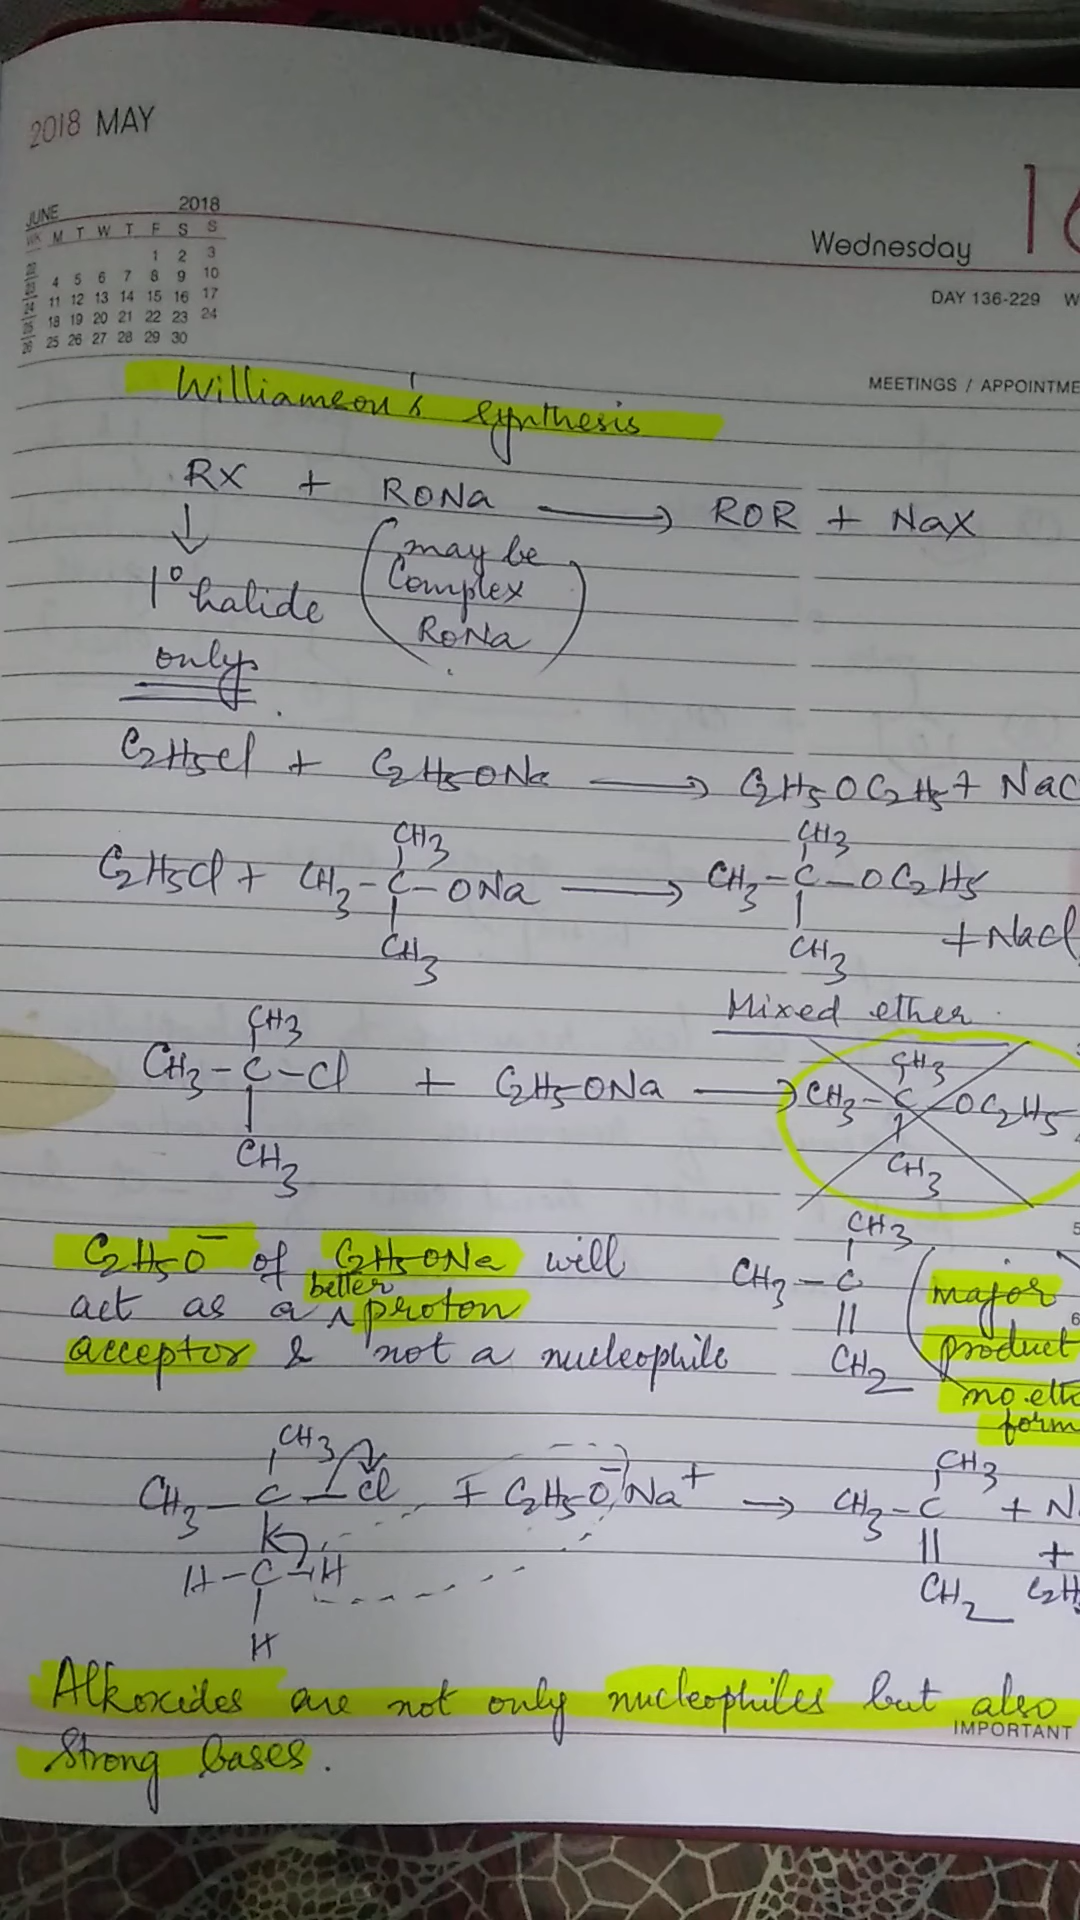 2018 MAY
JUNE 2018
WK M T W T F S S
1 2 3
4 5 6 7 8 9 10
11 12 13 14 15 16 17
18 19 20 21 22 23 24
25 26 27 28 29 30
Wednesday 16
DAY 136-229 W
MEETINGS / APPOINTME
Williamson's Synthesis
RX + RONa ⟶ ROR + NaX
↓
1° halide
only
(may be
Complex
RONa)
C2H5Cl + C2H5ONa ⟶ C2H5OC2H5 + NaC
CH3 CH3
C2H5Cl + CH3-C-ONa ⟶ CH3-C-OC2H5
CH3 CH3 + NaCl
Mixed ether
CH3 CH3
CH3-C-Cl + C2H5ONa ⟶ CH3-C-OC2H5
CH3 CH3
C2H5O⁻ of C2H5ONa will
act as a better proton
acceptor & not a nucleophile
CH3
CH3-C
||
CH2
(major
product
no eth
form
CH3 CH3
CH3-C-Cl + C2H5O⁻Na⁺ ⟶ CH3-C + N
H-C-H || +
H CH2 C2H5
Alkoxides are not only nucleophiles but also
IMPORTANT
Strong bases.